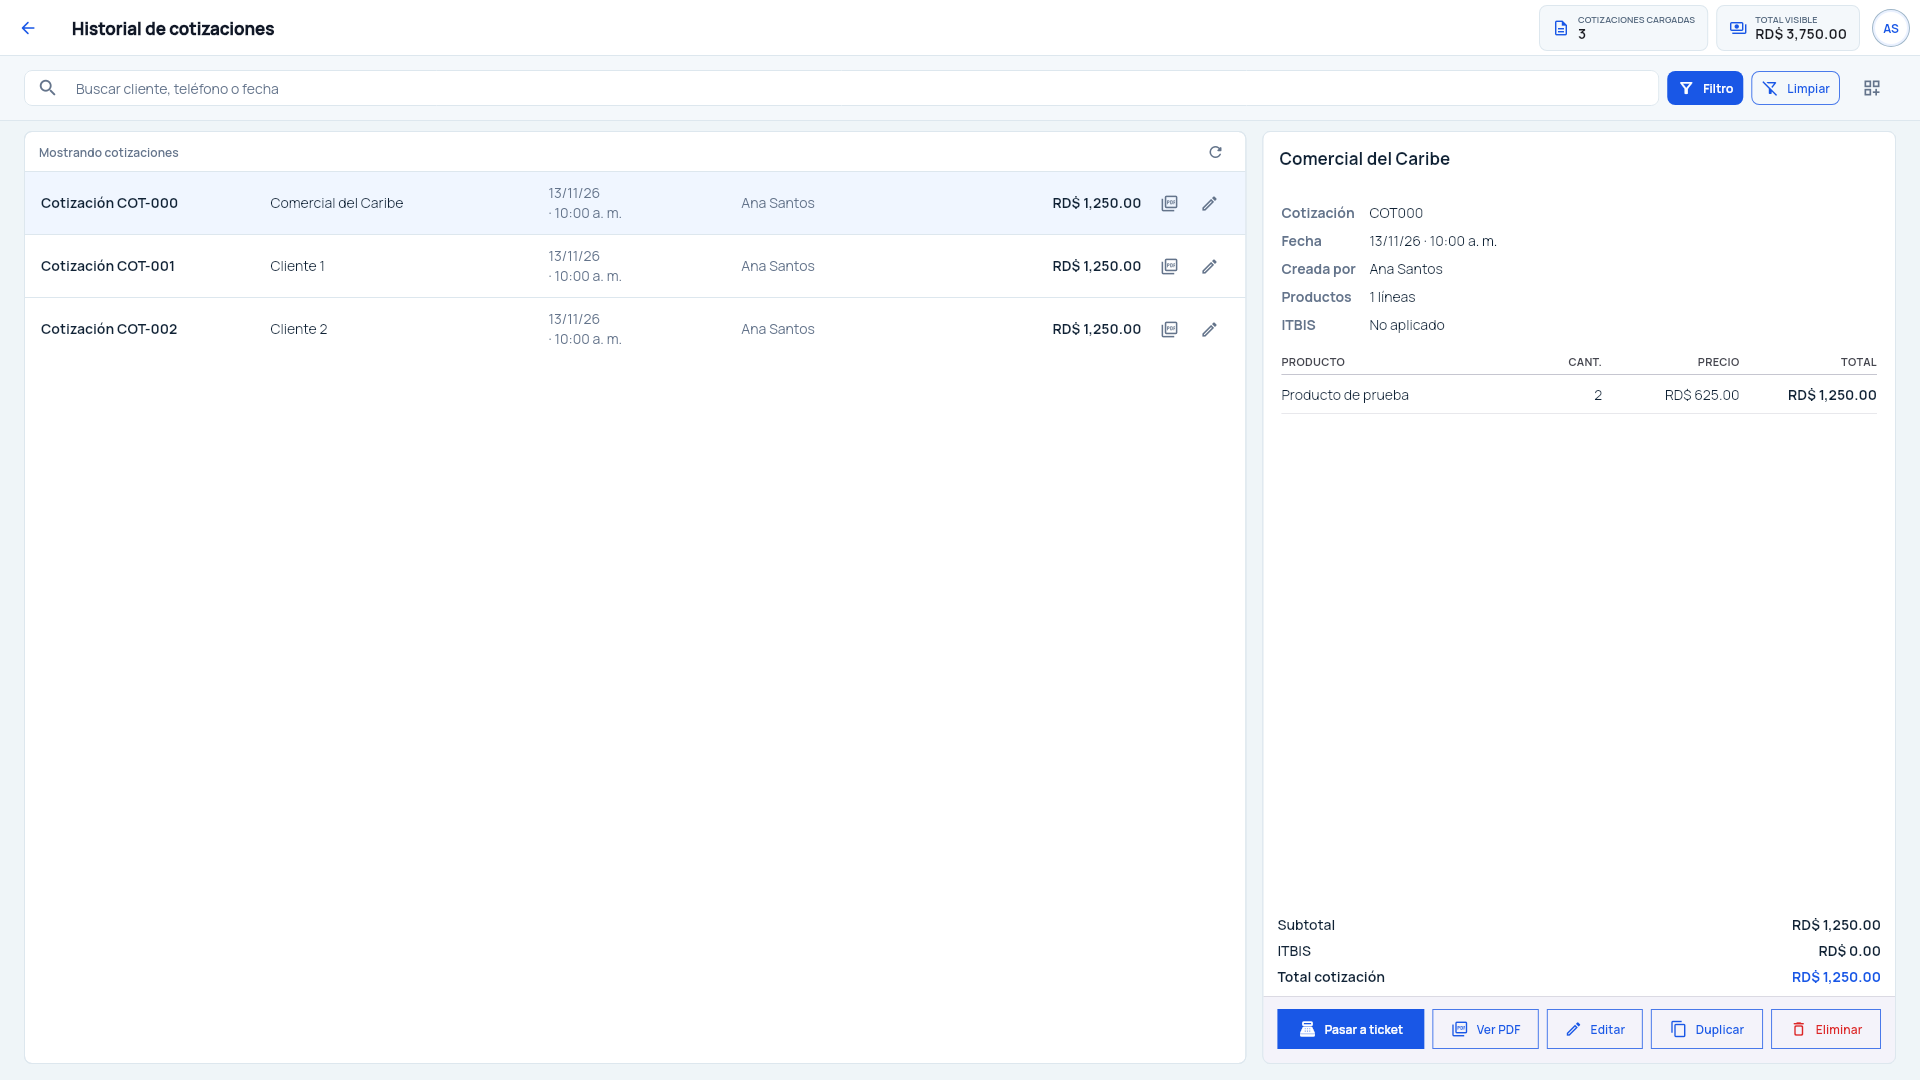 Historial de cotizaciones
COTIZACIONES CARGADAS
3
TOTAL VISIBLE
RD$ 3,750.00
AS
Buscar cliente, teléfono o fecha
Filtro
Limpiar
Mostrando cotizaciones
Cotización COT-000
Comercial del Caribe
13/11/26
· 10:00 a. m.
Ana Santos
RD$ 1,250.00
Cotización COT-001
Cliente 1
13/11/26
· 10:00 a. m.
Ana Santos
RD$ 1,250.00
Cotización COT-002
Cliente 2
13/11/26
· 10:00 a. m.
Ana Santos
RD$ 1,250.00
Comercial del Caribe
Cotización COT000
Fecha 13/11/26 · 10:00 a. m.
Creada por Ana Santos
Productos 1 líneas
ITBIS No aplicado
PRODUCTO CANT. PRECIO TOTAL
Producto de prueba 2 RD$ 625.00 RD$ 1,250.00
Subtotal RD$ 1,250.00
ITBIS RD$ 0.00
Total cotización RD$ 1,250.00
Pasar a ticket
Ver PDF
Editar
Duplicar
Eliminar